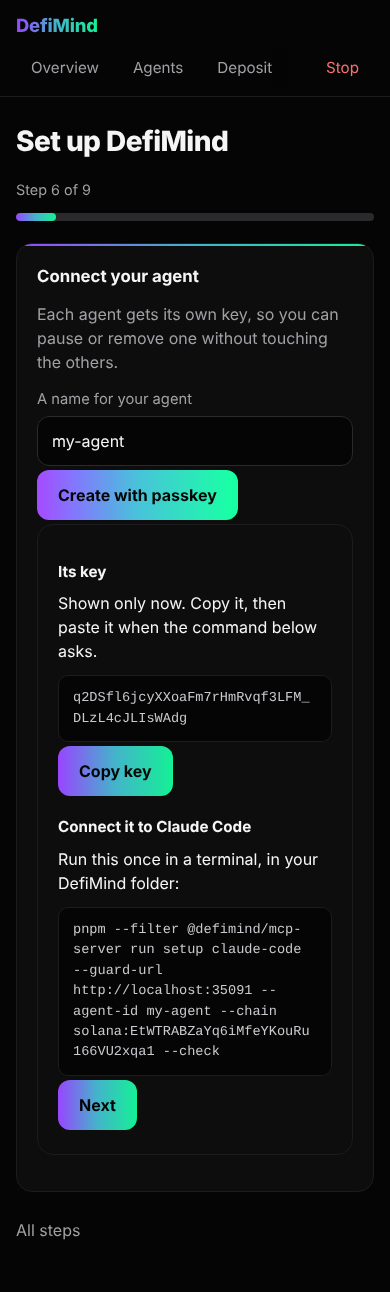 DefiMind
Overview Agents Deposit Stop
Set up DefiMind
Step 6 of 9
Connect your agent
Each agent gets its own key, so you can
pause or remove one without touching
the others.
A name for your agent
my-agent
Create with passkey
Its key
Shown only now. Copy it, then
paste it when the command below
asks.
q2DSfl6jcyXXoaFm7rHmRvqf3LFM_
DLzL4cJLIsWAdg
Copy key
Connect it to Claude Code
Run this once in a terminal, in your
DefiMind folder:
pnpm --filter @defimind/mcp-
server run setup claude-code
--guard-url
http://localhost:35091 --
agent-id my-agent --chain
solana:EtWTRABZaYq6iMfeYKouRu
166VU2xqa1 --check
Next
All steps